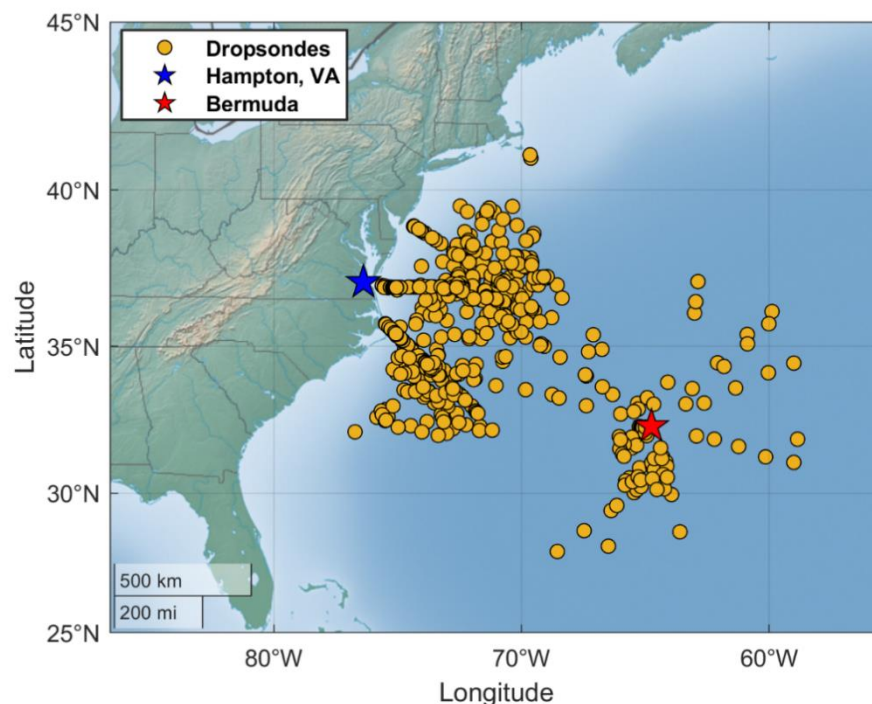 45°N
Dropsondes
Hampton, VA
Bermuda
40°N
35°N
30°N
25°N
Latitude
500 km
200 mi
80°W
70°W
60°W
Longitude